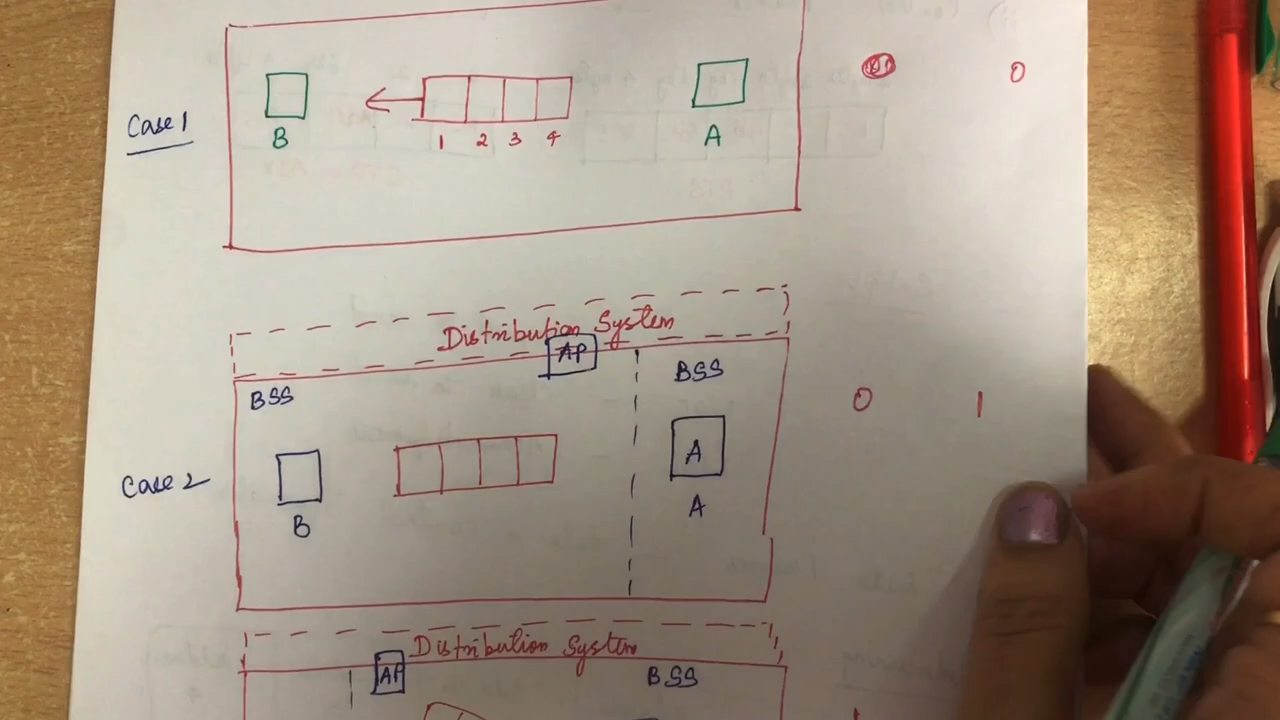 Case 1
B
1 2 3 4
A
0
Distribution System
AP
BSS
BSS
0 1
Case 2
A
B
A
Distribution System
AP
BSS